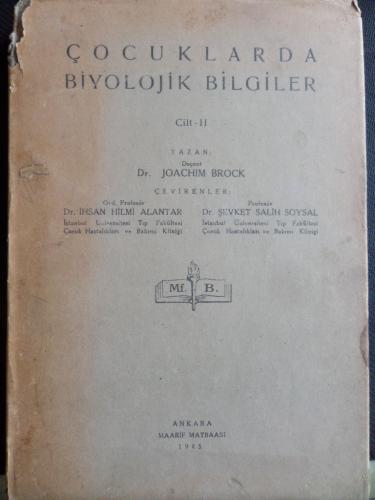 ÇOCUKLARDA
BİYOLOJİK BİLGİLER
Cilt - II
YAZAN:
Doçent
Dr. JOACHIM BROCK
ÇEVİRENLER:
Ord. Profesör
Dr. İHSAN HİLMİ ALANTAR
İstanbul Üniversitesi Tıp Fakültesi
Çocuk Hastalıkları ve Bakımı Kliniği
Profesör
Dr. ŞEVKET SALİH SOYSAL
İstanbul Üniversitesi Tıp Fakültesi
Çocuk Hastalıkları ve Bakımı Kliniği
Mf. B.
ANKARA
MAARİF MATBAASI
1945